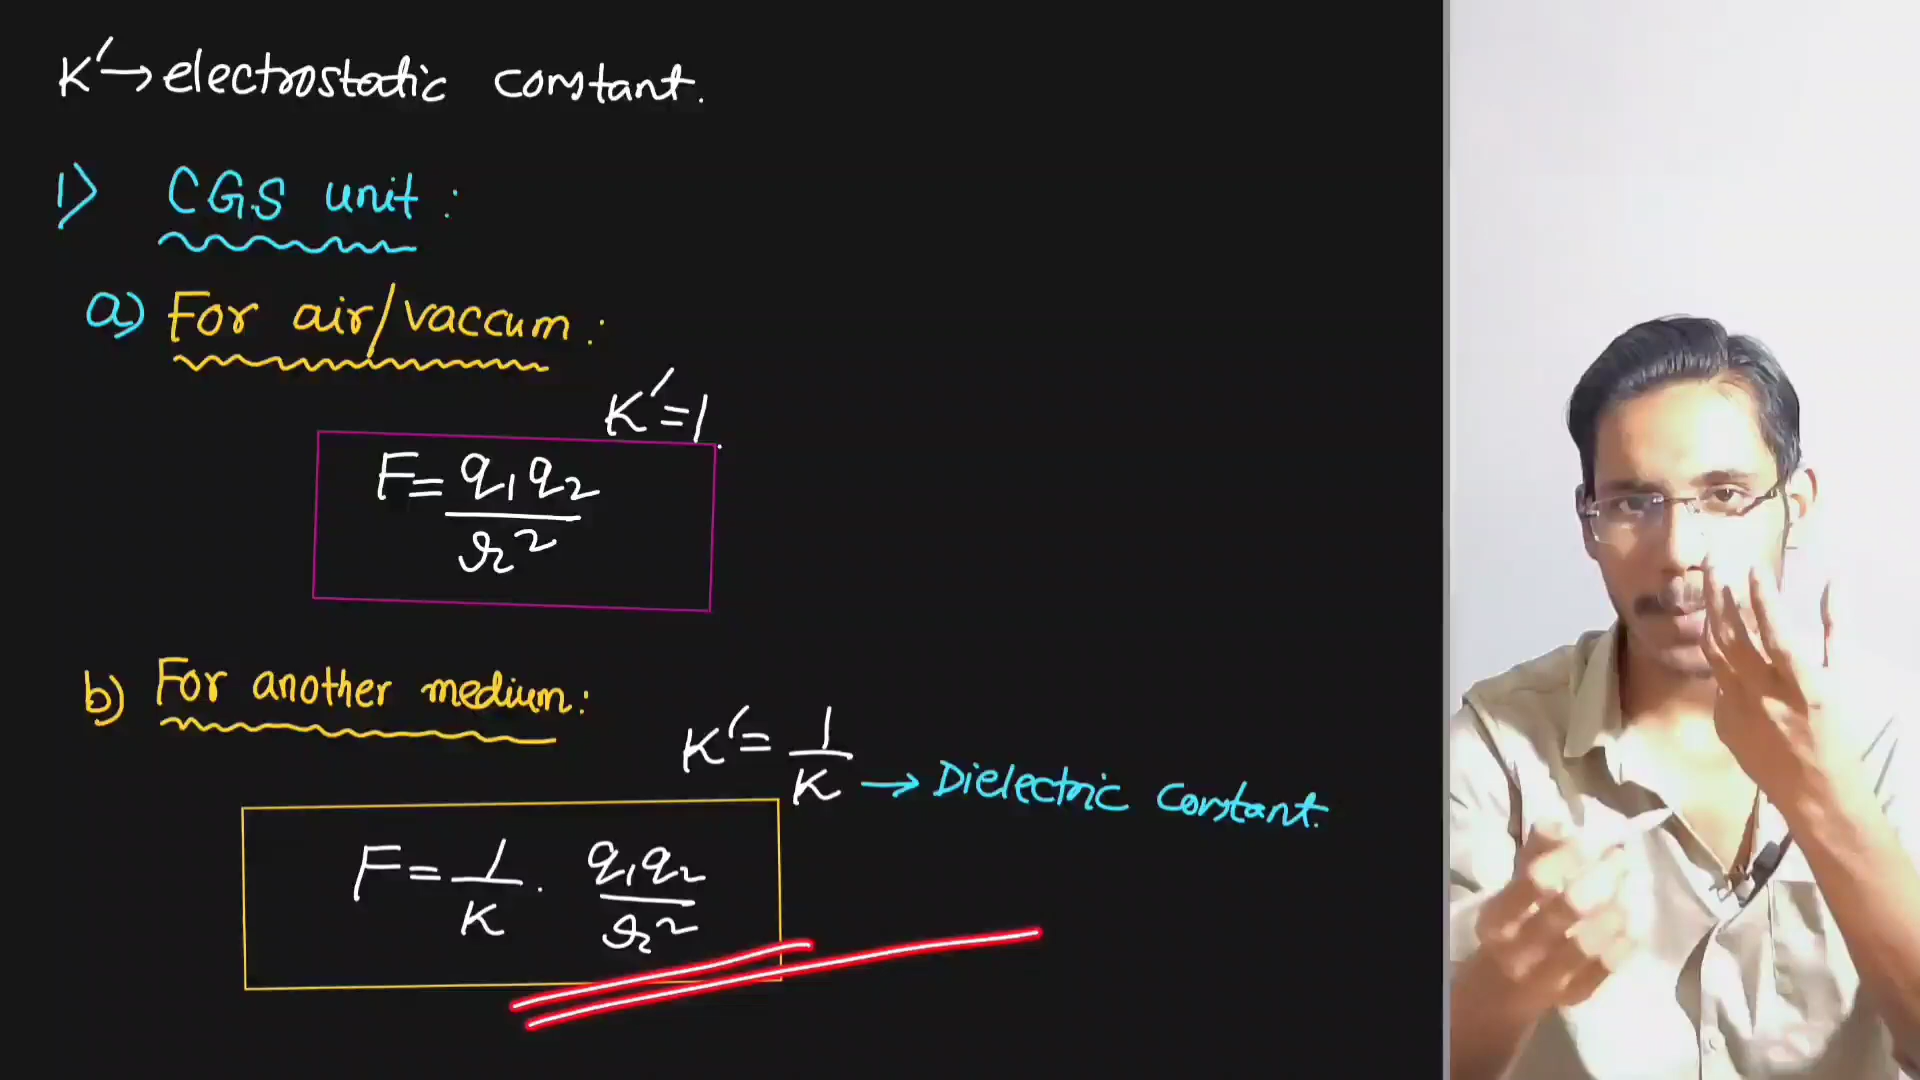 K′→electrostatic constant.
1) CGS unit:
a) For air/vaccum:
K′=1.
F=q₁q₂/r²
b) For another medium:
K′=1/K → Dielectric Constant.
F=1/K. q₁q₂/r²